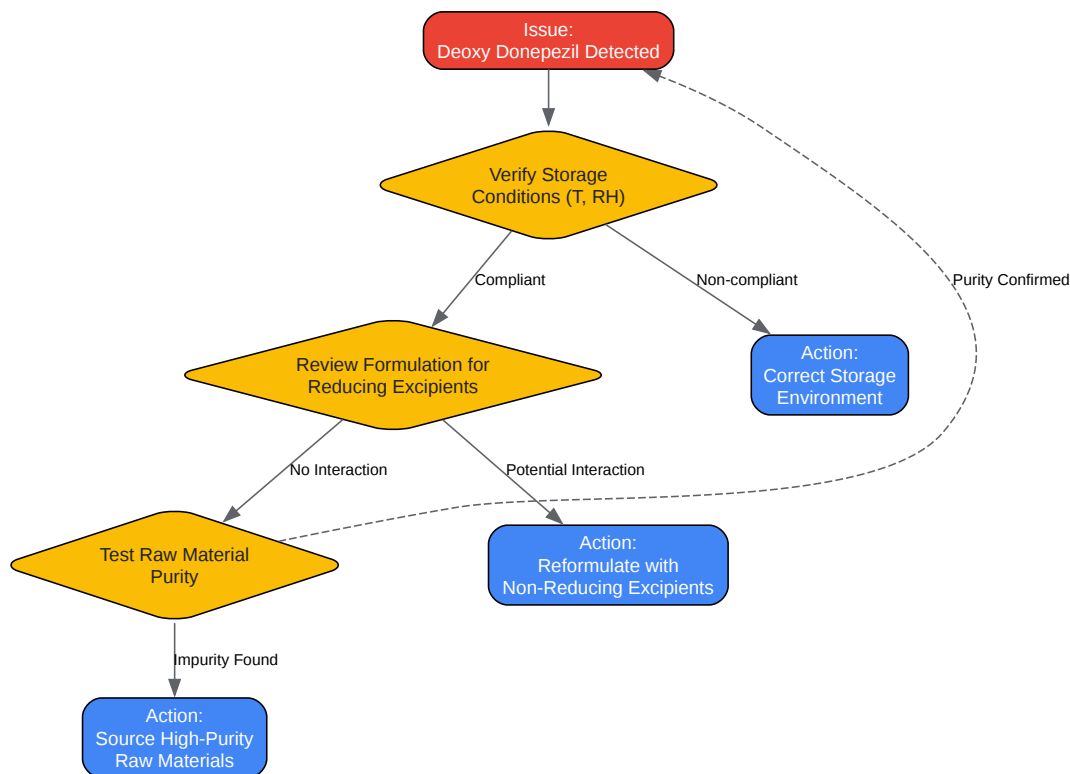 Issue:
Deoxy Donepezil Detected
Verify Storage
Conditions (T, RH)
Compliant
Non-compliant
Purity Confirmed
Review Formulation for
Reducing Excipients
Action:
Correct Storage
Environment
No Interaction
Potential Interaction
Test Raw Material
Purity
Action:
Reformulate with
Non-Reducing Excipients
Impurity Found
Action:
Source High-Purity
Raw Materials